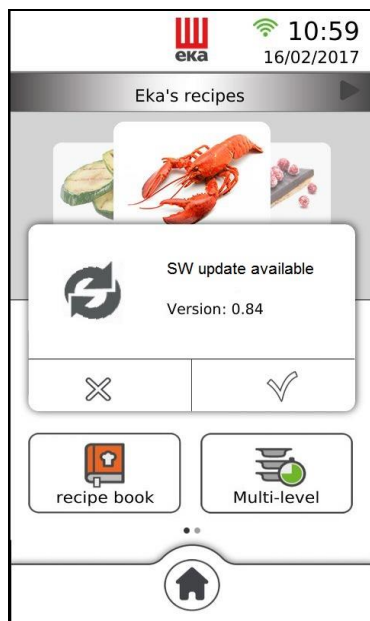 eka
10:59
16/02/2017
Eka's recipes
SW update available
Version: 0.84
recipe book
Multi-level